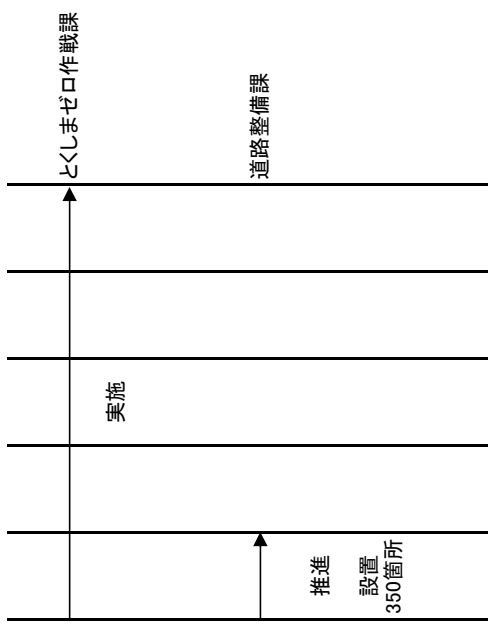 とくしまゼロ作戦課
実施
道路整備課
推進
設置
350箇所